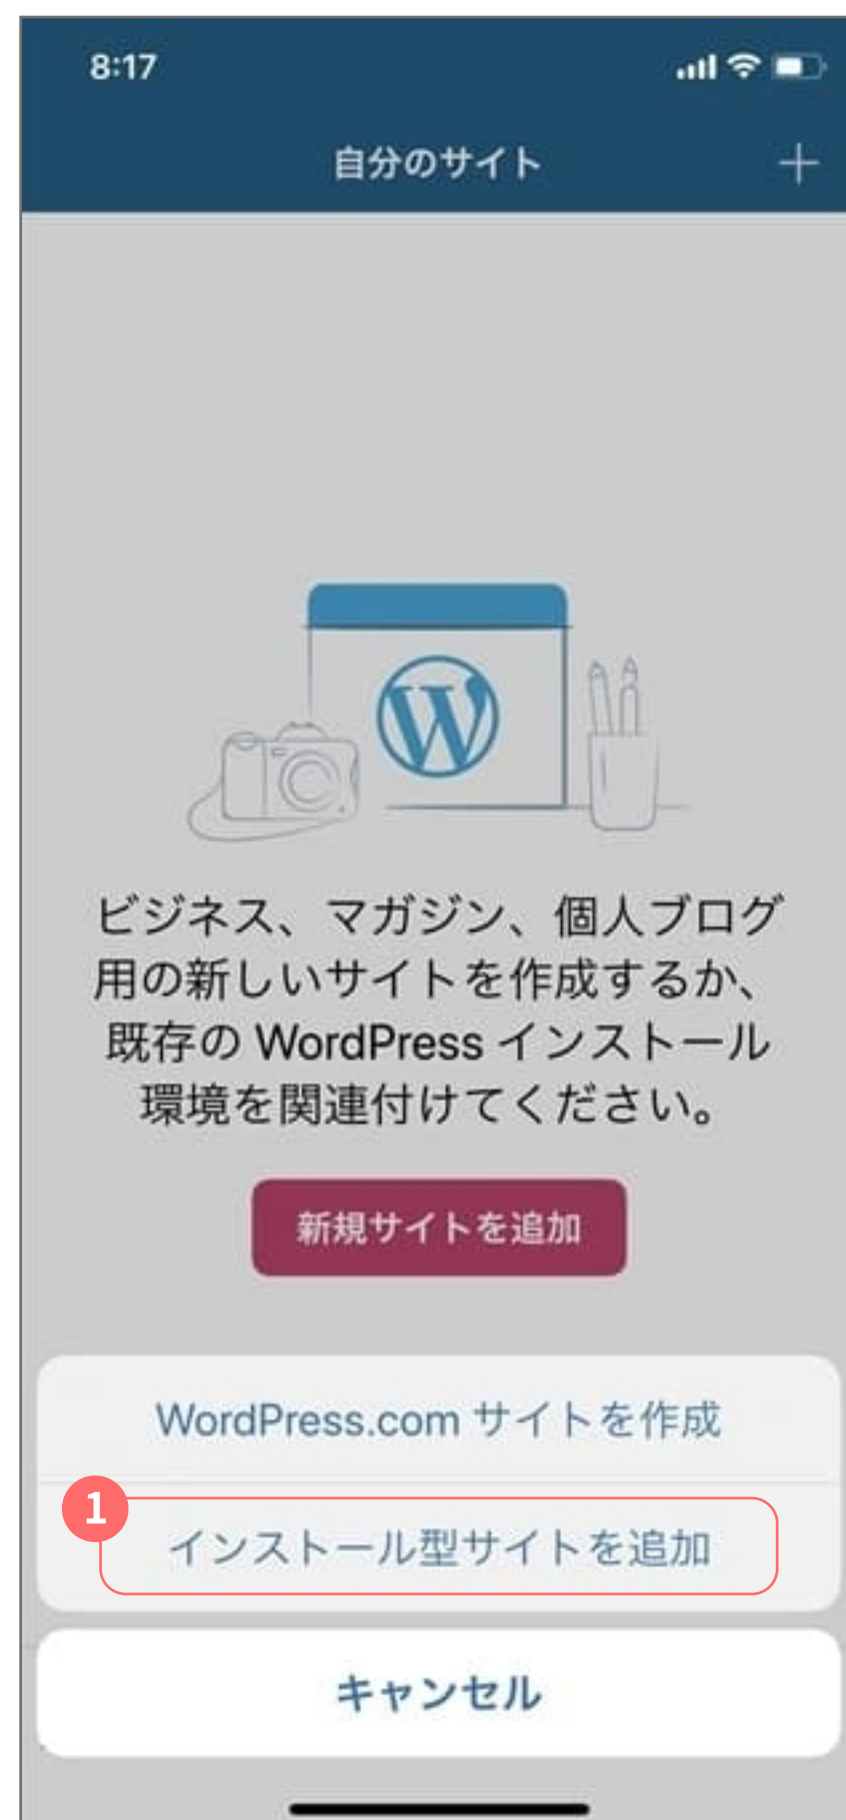 8:17
自分のサイト
ビジネス、マガジン、個人ブログ
用の新しいサイトを作成するか、
既存の WordPress インストール
環境を関連付けてください。
新規サイトを追加
WordPress.com サイトを作成
1
インストール型サイトを追加
キャンセル